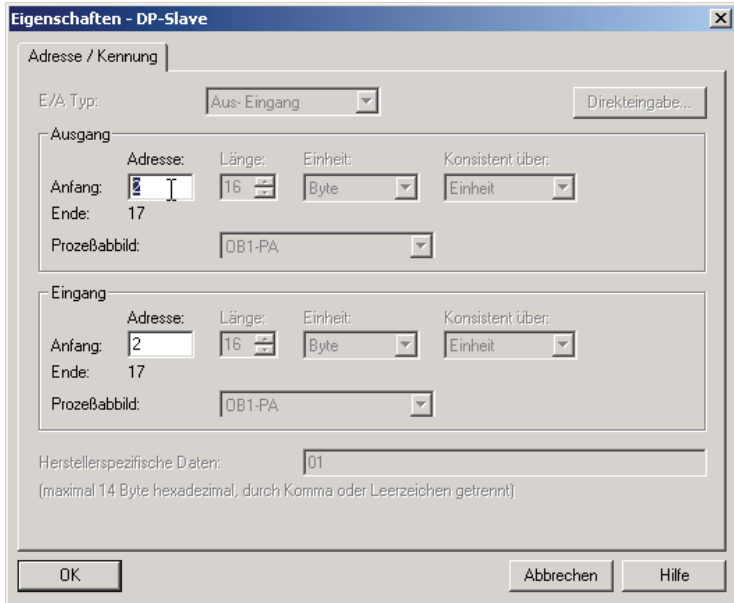 Eigenschaften - DP-Slave
Adresse / Kennung
E/A Typ: Aus- Eingang Direkteingabe...
Ausgang
Adresse: Länge: Einheit: Konsistent über:
Anfang: 2 16 Byte Einheit
Ende: 17
Prozeßabbild: OB1-PA
Eingang
Adresse: Länge: Einheit: Konsistent über:
Anfang: 2 16 Byte Einheit
Ende: 17
Prozeßabbild: OB1-PA
Herstellerspezifische Daten: 01
(maximal 14 Byte hexadezimal, durch Komma oder Leerzeichen getrennt)
OK Abbrechen Hilfe